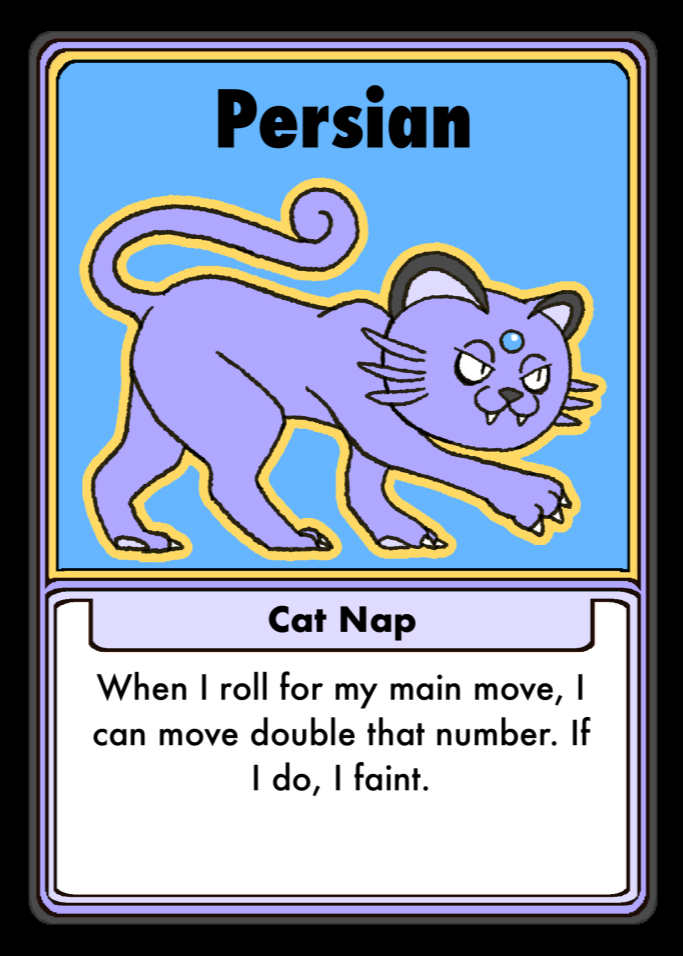 Persian
Cat Nap
When I roll for my main move, I
can move double that number. If
I do, I faint.